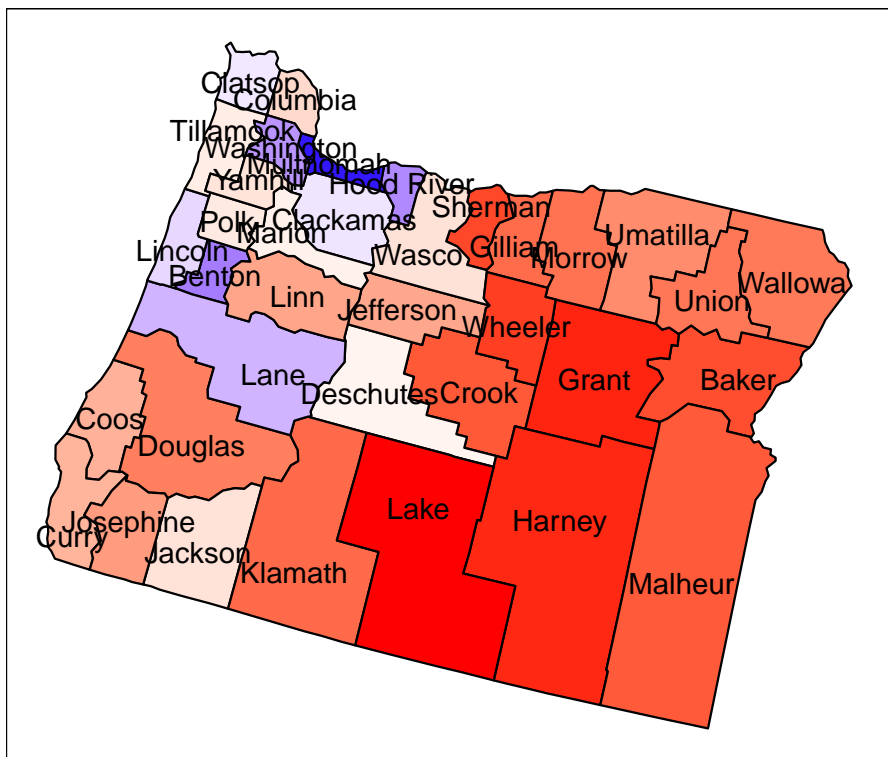 Clatsop
Columbia
Tillamook
Washington
Multnomah
Hood River
Yamhill
Sherman
Polk
Marion
Clackamas
Wasco
Gilliam
Morrow
Umatilla
Lincoln
Benton
Linn
Jefferson
Wheeler
Union
Wallowa
Lane
Deschutes
Crook
Grant
Baker
Coos
Douglas
Lake
Harney
Curry
Josephine
Jackson
Klamath
Malheur